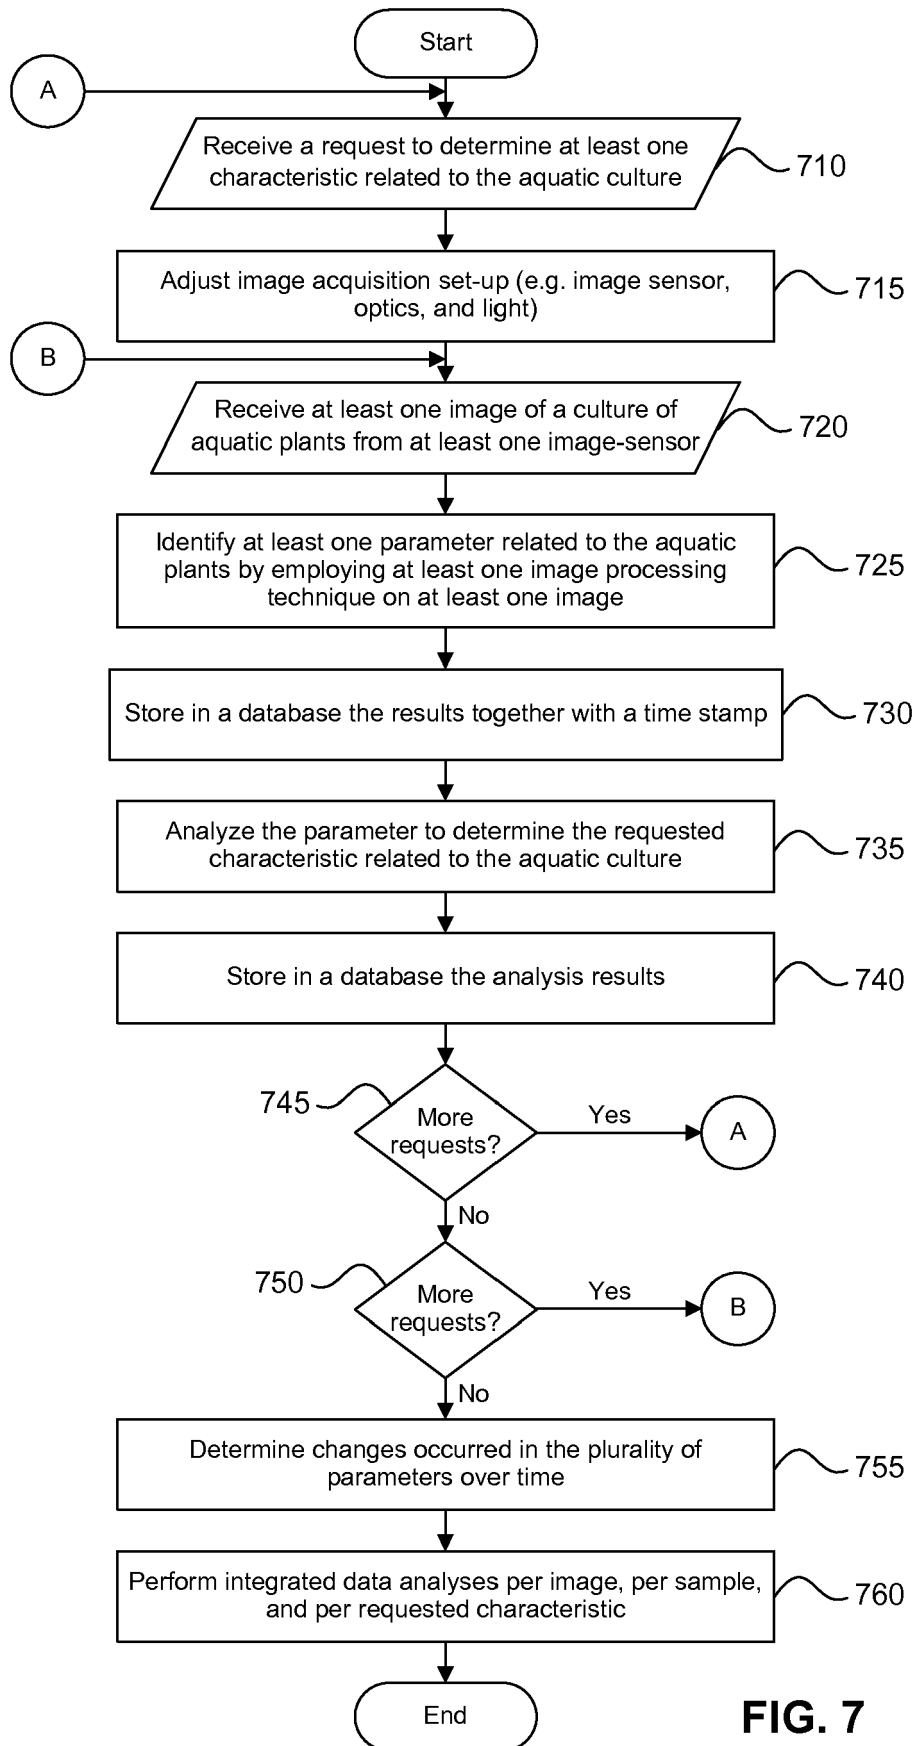 Start
A
Receive a request to determine at least one
characteristic related to the aquatic culture
710
Adjust image acquisition set-up (e.g. image sensor,
optics, and light)
715
B
Receive at least one image of a culture of
aquatic plants from at least one image-sensor
720
Identify at least one parameter related to the aquatic
plants by employing at least one image processing
technique on at least one image
725
Store in a database the results together with a time stamp
730
Analyze the parameter to determine the requested
characteristic related to the aquatic culture
735
Store in a database the analysis results
740
745
More
requests?
Yes
A
No
750
More
requests?
Yes
B
No
Determine changes occurred in the plurality of
parameters over time
755
Perform integrated data analyses per image, per sample,
and per requested characteristic
760
End
FIG. 7